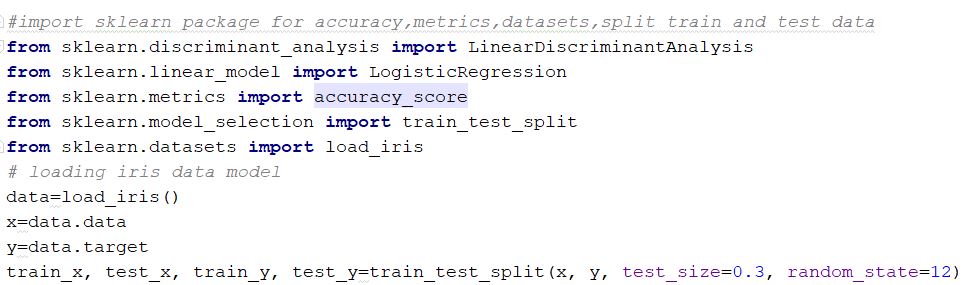 #import sklearn package for accuracy,metrics,datasets,split train and test data
from sklearn.discriminant_analysis import LinearDiscriminantAnalysis
from sklearn.linear_model import LogisticRegression
from sklearn.metrics import accuracy_score
from sklearn.model_selection import train_test_split
from sklearn.datasets import load_iris
# loading iris data model
data=load_iris()
x=data.data
y=data.target
train_x, test_x, train_y, test_y=train_test_split(x, y, test_size=0.3, random_state=12)